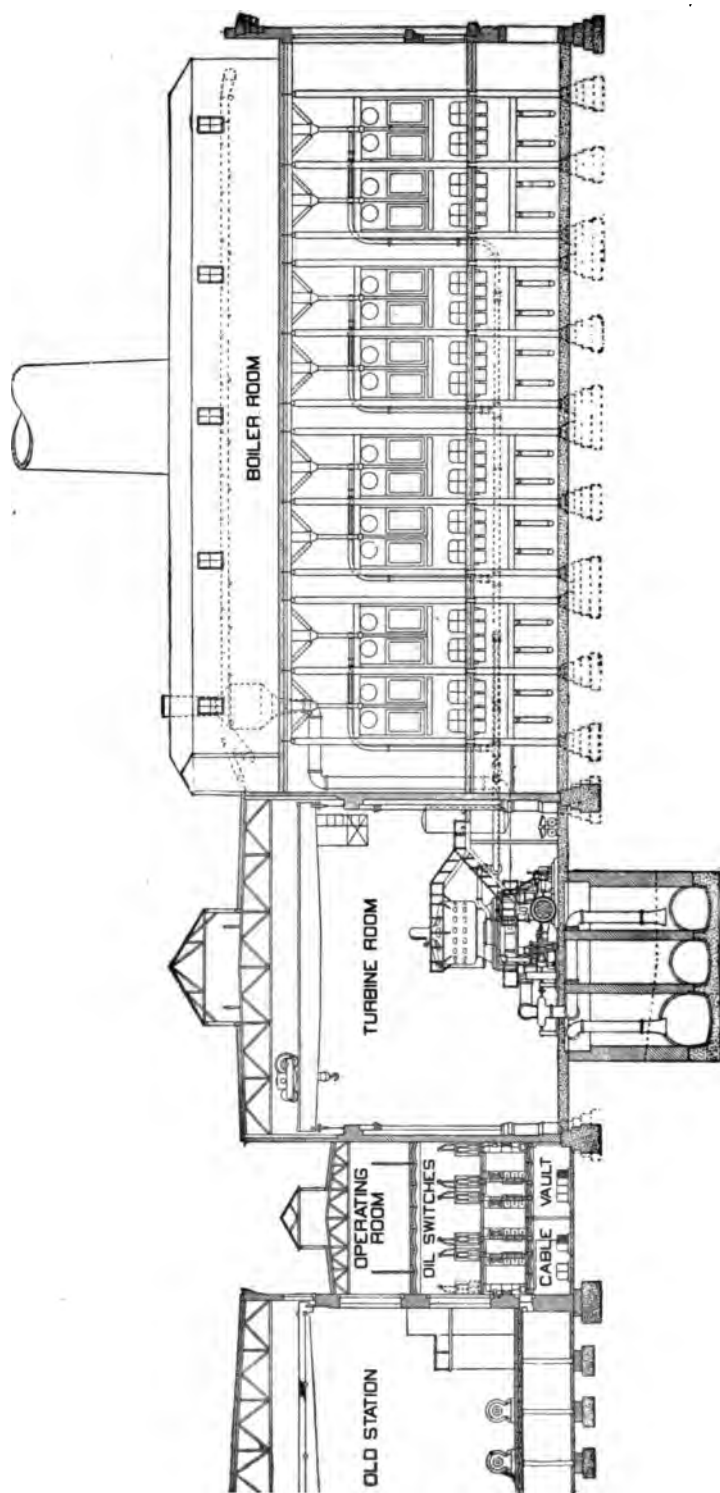 OLD STATION
OPERATING
ROOM
OIL SWITCHES
CABLE VAULT
TURBINE ROOM
BOILER ROOM